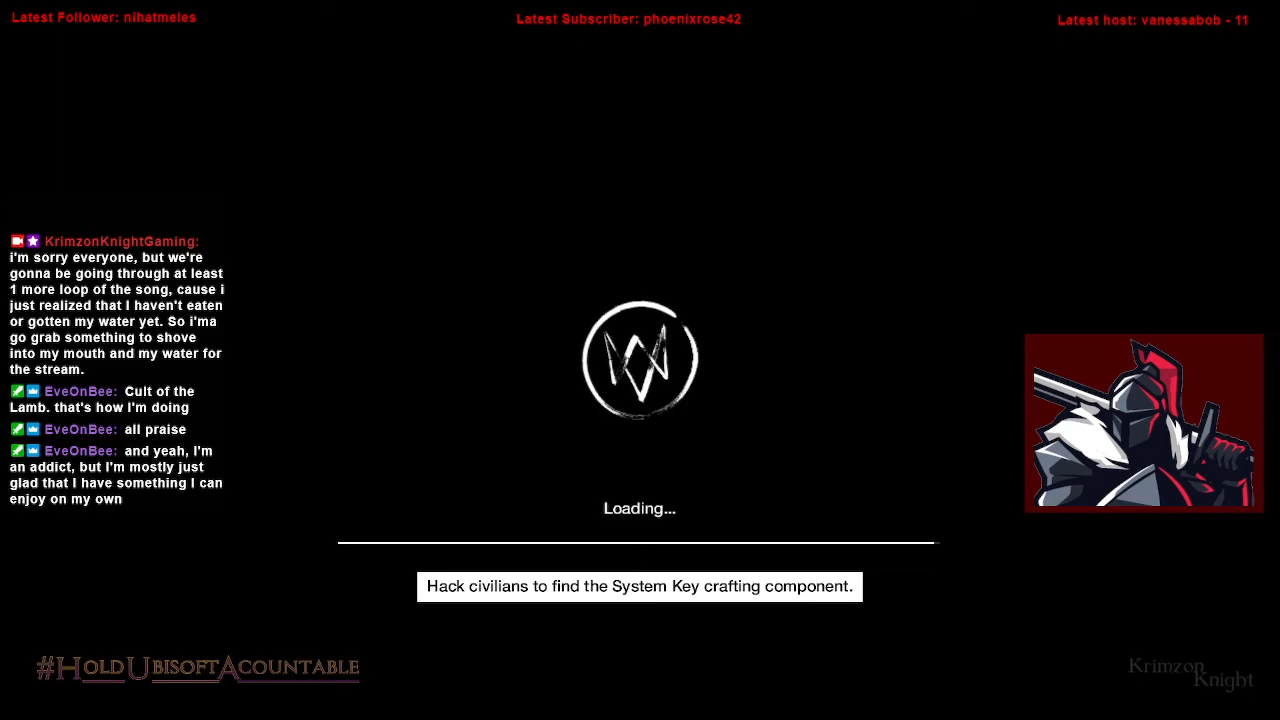 Latest Follower: nihatmeles
Latest Subscriber: phoenixrose42
Latest host: vanessabob - 11
KrimzonKnightGaming:
i'm sorry everyone, but we're
gonna be going through at least
1 more loop of the song, cause i
just realized that I haven't eaten
or gotten my water yet. So i'ma
go grab something to shove
into my mouth and my water for
the stream.
EveOnBee: Cult of the
Lamb. that's how I'm doing
EveOnBee: all praise
EveOnBee: and yeah, I'm
an addict, but I'm mostly just
glad that I have something I can
enjoy on my own
Loading...
Hack civilians to find the System Key crafting component.
#HoldUbisoftAcountable
Krimzon
Knight